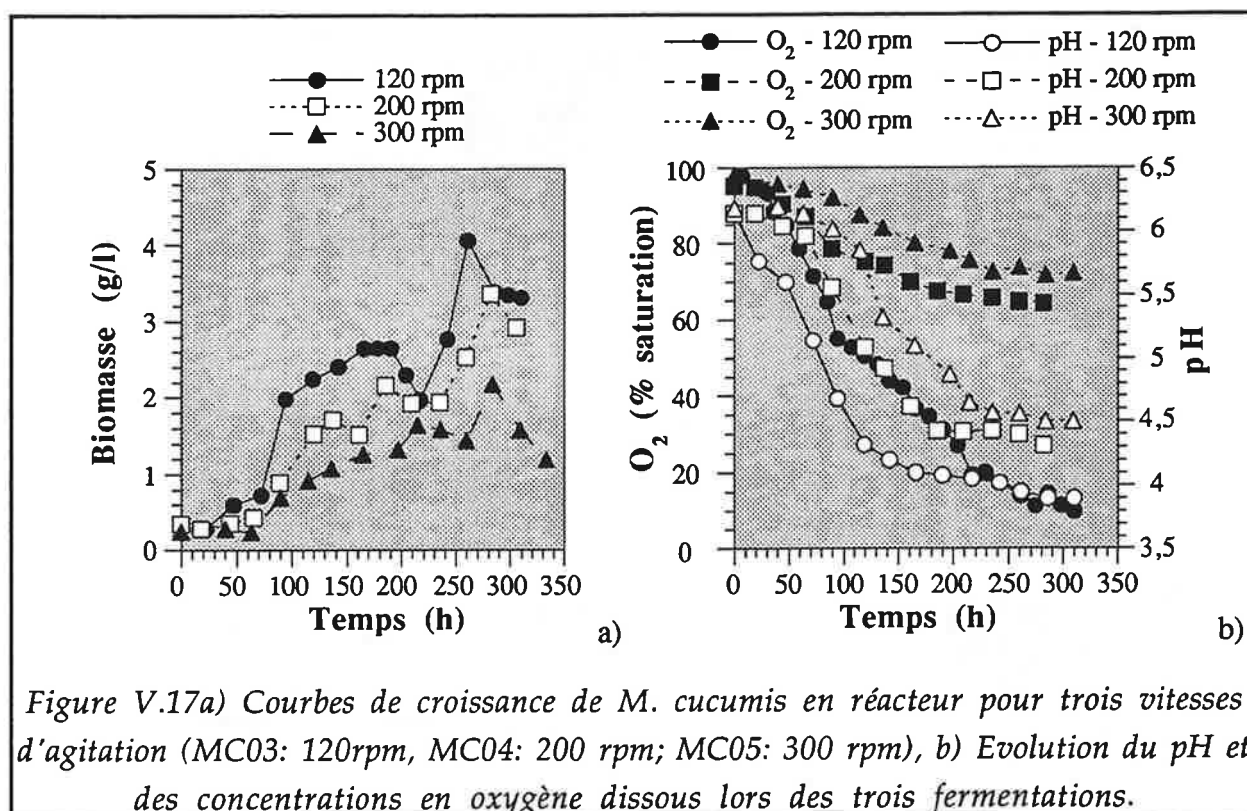 120 rpm
200 rpm
300 rpm
O2 - 120 rpm
pH - 120 rpm
O2 - 200 rpm
pH - 200 rpm
O2 - 300 rpm
pH - 300 rpm
Biomasse (g/l)
5
4
3
2
1
0
0 50 100 150 200 250 300 350
Temps (h)
a)
O2 (% saturation)
100
80
60
40
20
0
pH
6,5
6
5,5
5
4,5
4
3,5
0 50 100 150 200 250 300 350
Temps (h)
b)
Figure V.17a) Courbes de croissance de M. cucumis en réacteur pour trois vitesses
d'agitation (MC03: 120rpm, MC04: 200 rpm; MC05: 300 rpm), b) Evolution du pH et
des concentrations en oxygène dissous lors des trois fermentations.